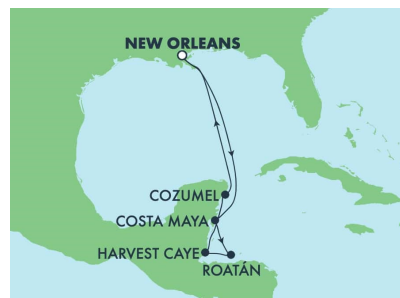 NEW ORLEANS
COZUMEL
COSTA MAYA
HARVEST CAYE
ROATÁN